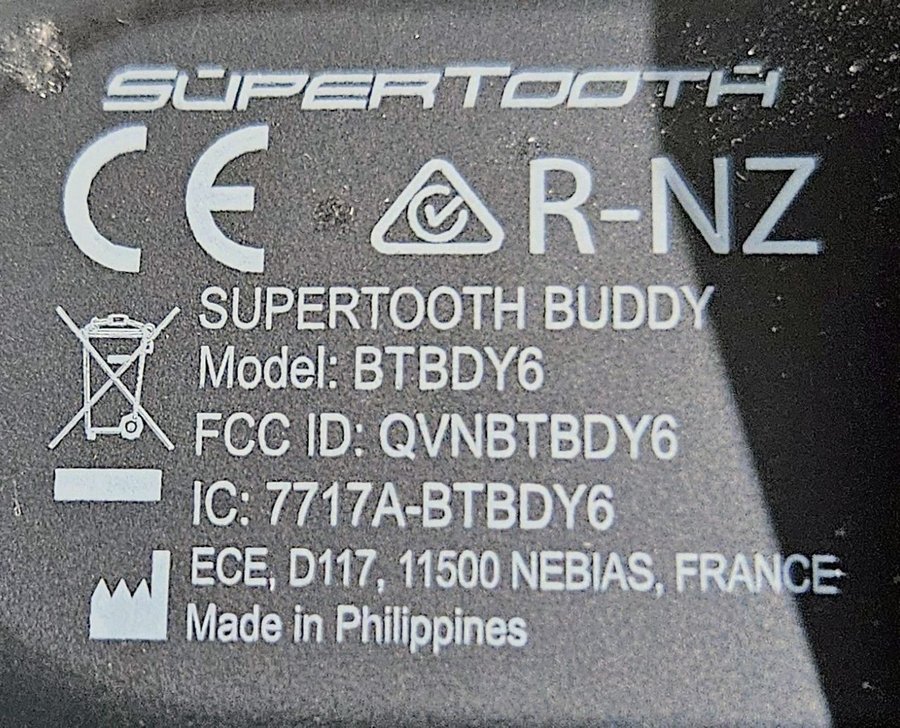 SUPERTOOTH
CE R-NZ
SUPERTOOTH BUDDY
Model: BTBDY6
FCC ID: QVNBTBDY6
IC: 7717A-BTBDY6
ECE, D117, 11500 NEBIAS, FRANCE
Made in Philippines